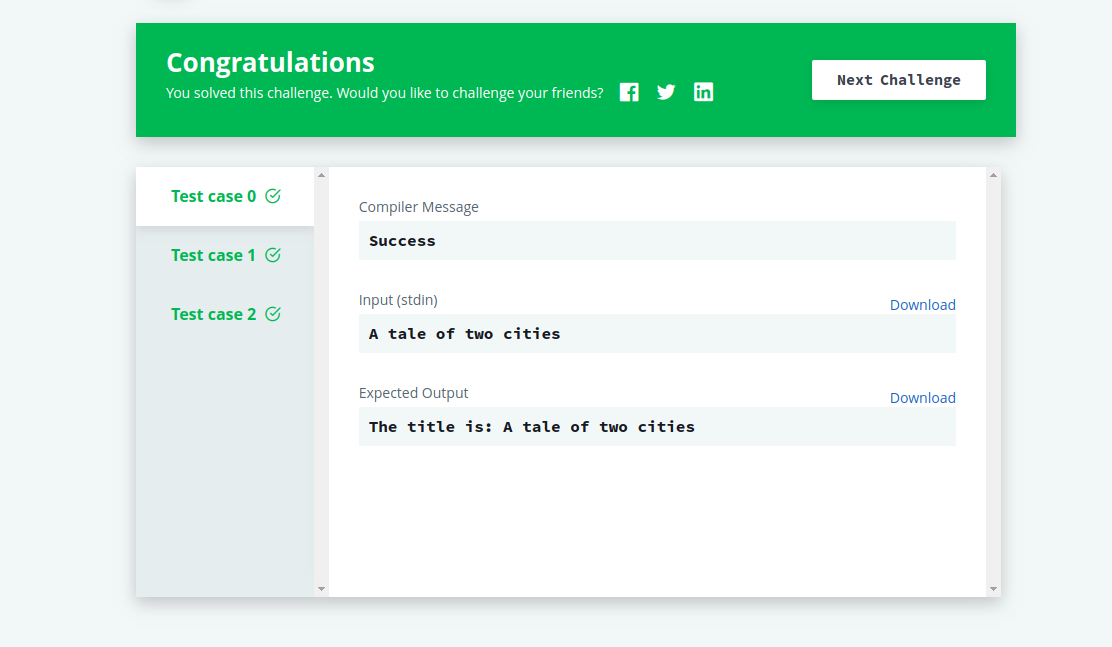 Congratulations
You solved this challenge. Would you like to challenge your friends?
Next Challenge
Test case 0
Test case 1
Test case 2
Compiler Message
Success
Input (stdin)
Download
A tale of two cities
Expected Output
Download
The title is: A tale of two cities